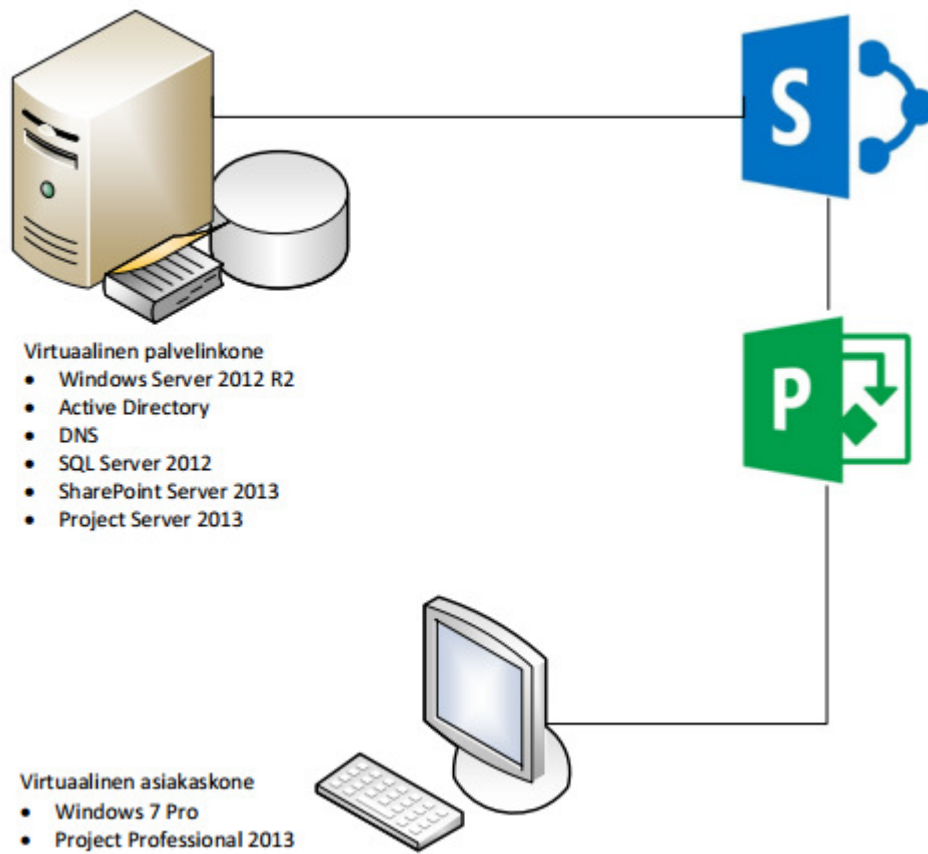 S
P
Virtuaalinen palvelinkone
• Windows Server 2012 R2
• Active Directory
• DNS
• SQL Server 2012
• SharePoint Server 2013
• Project Server 2013
Virtuaalinen asiakaskone
• Windows 7 Pro
• Project Professional 2013